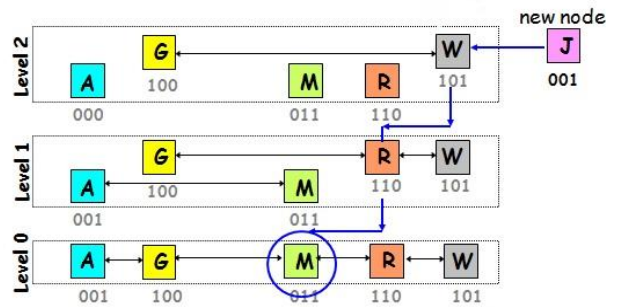 new node
Level 2
G W J
100 101 001
A M R
000 011 110
Level 1
G R W
100 110 101
A M
001 011
Level 0
A G M R W
001 100 011 110 101